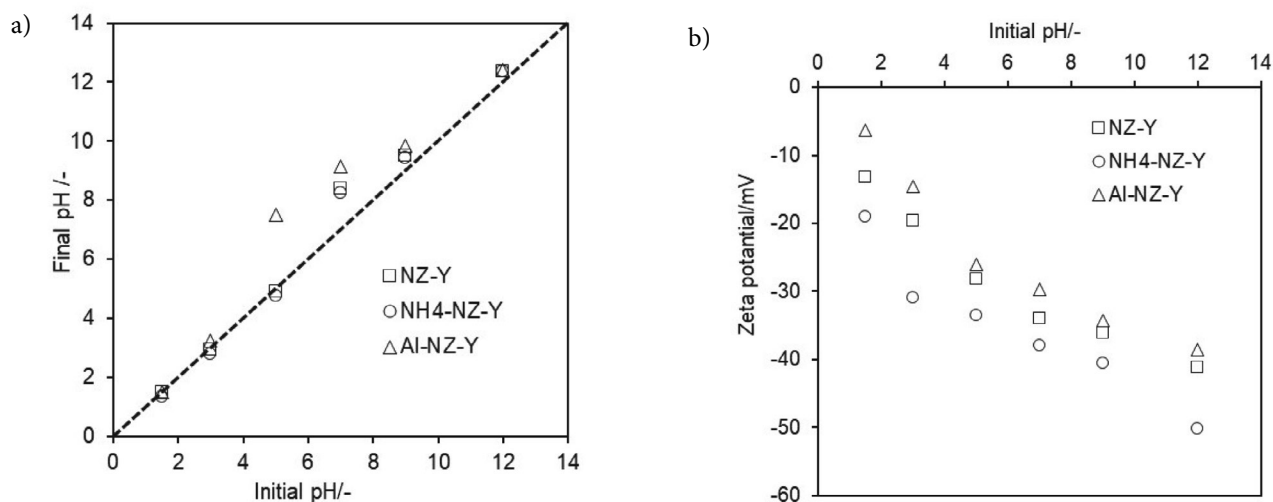 a)
14
12
10
8
6
4
2
0
Final pH /-
NZ-Y
NH4-NZ-Y
Al-NZ-Y
0 2 4 6 8 10 12 14
Initial pH/-
b)
Initial pH/-
0 2 4 6 8 10 12 14
0
-10
-20
-30
-40
-50
-60
Zeta potantial/mV
NZ-Y
NH4-NZ-Y
Al-NZ-Y